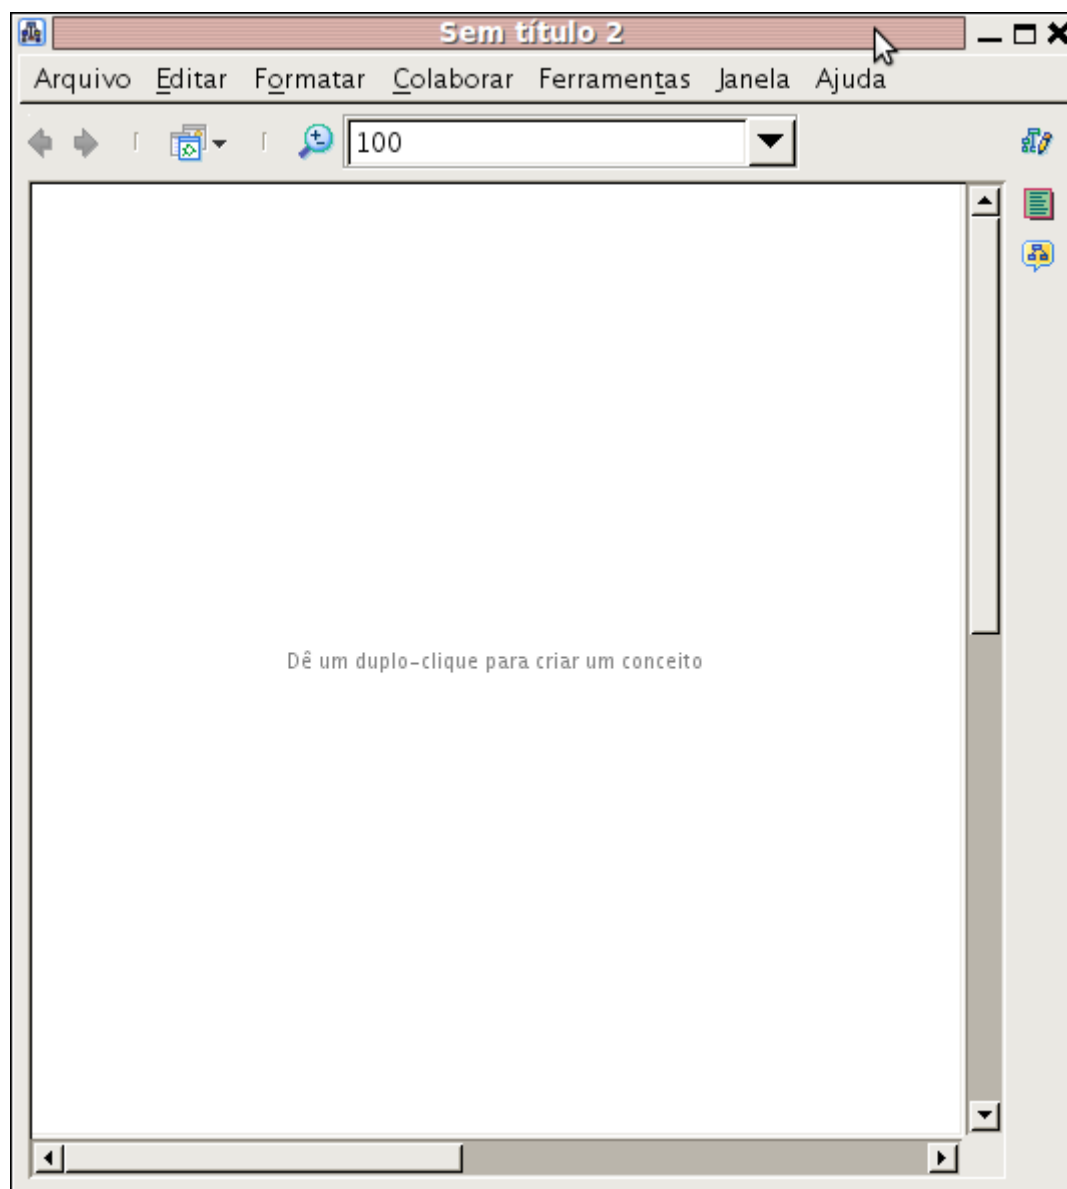 Sem título 2
Arquivo Editar Formatar Colaborar Ferramentas Janela Ajuda
100
Dê um duplo-clique para criar um conceito